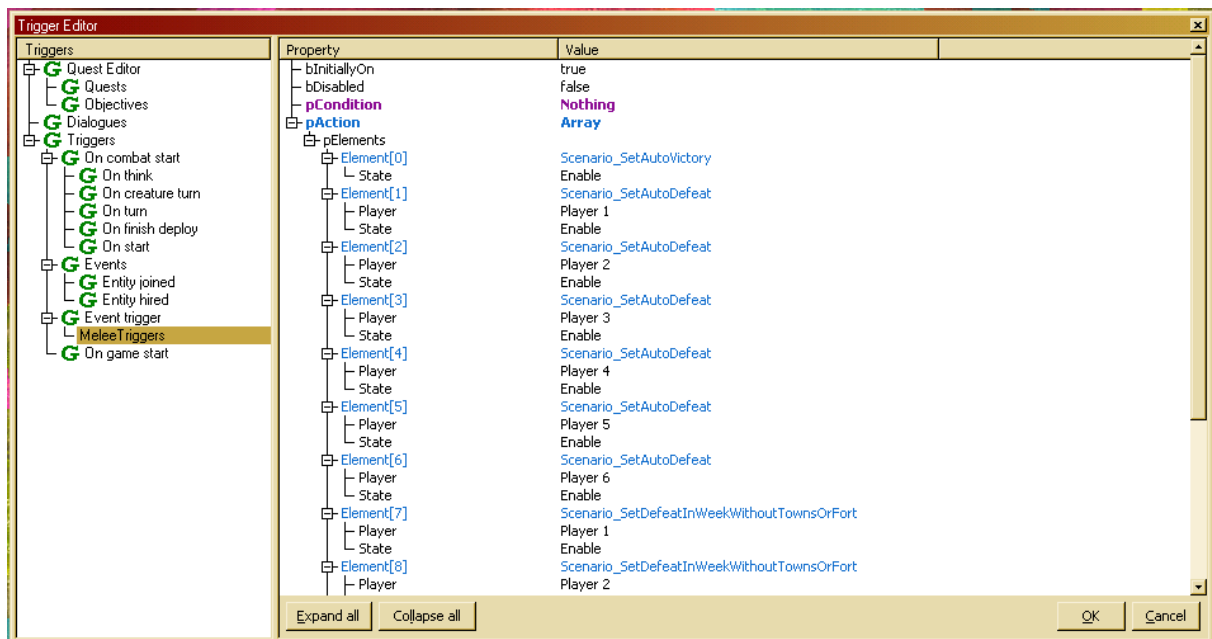 Trigger Editor
Triggers
Quest Editor
Quests
Objectives
Dialogues
Triggers
On combat start
On think
On creature turn
On turn
On finish deploy
On start
Events
Entity joined
Entity hired
Event trigger
MeleeTriggers
On game start
Property Value
bInitiallyOn true
bDisabled false
pCondition Nothing
pAction Array
pElements
Element[0] Scenario_SetAutoVictory
State Enable
Element[1] Scenario_SetAutoDefeat
Player Player 1
State Enable
Element[2] Scenario_SetAutoDefeat
Player Player 2
State Enable
Element[3] Scenario_SetAutoDefeat
Player Player 3
State Enable
Element[4] Scenario_SetAutoDefeat
Player Player 4
State Enable
Element[5] Scenario_SetAutoDefeat
Player Player 5
State Enable
Element[6] Scenario_SetAutoDefeat
Player Player 6
State Enable
Element[7] Scenario_SetDefeatInWeekWithoutTownsOrFort
Player Player 1
State Enable
Element[8] Scenario_SetDefeatInWeekWithoutTownsOrFort
Player Player 2
Expand all Collapse all OK Cancel